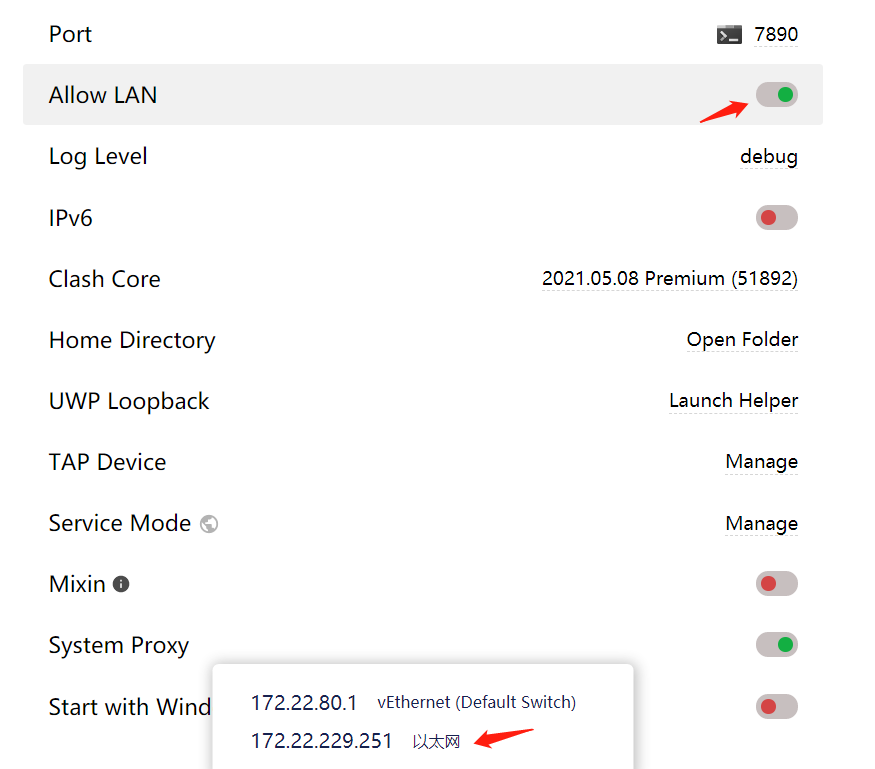 Port 7890
Allow LAN
Log Level debug
IPv6
Clash Core 2021.05.08 Premium (51892)
Home Directory Open Folder
UWP Loopback Launch Helper
TAP Device Manage
Service Mode Manage
Mixin
System Proxy
Start with Wind
172.22.80.1 vEthernet (Default Switch)
172.22.229.251 以太网